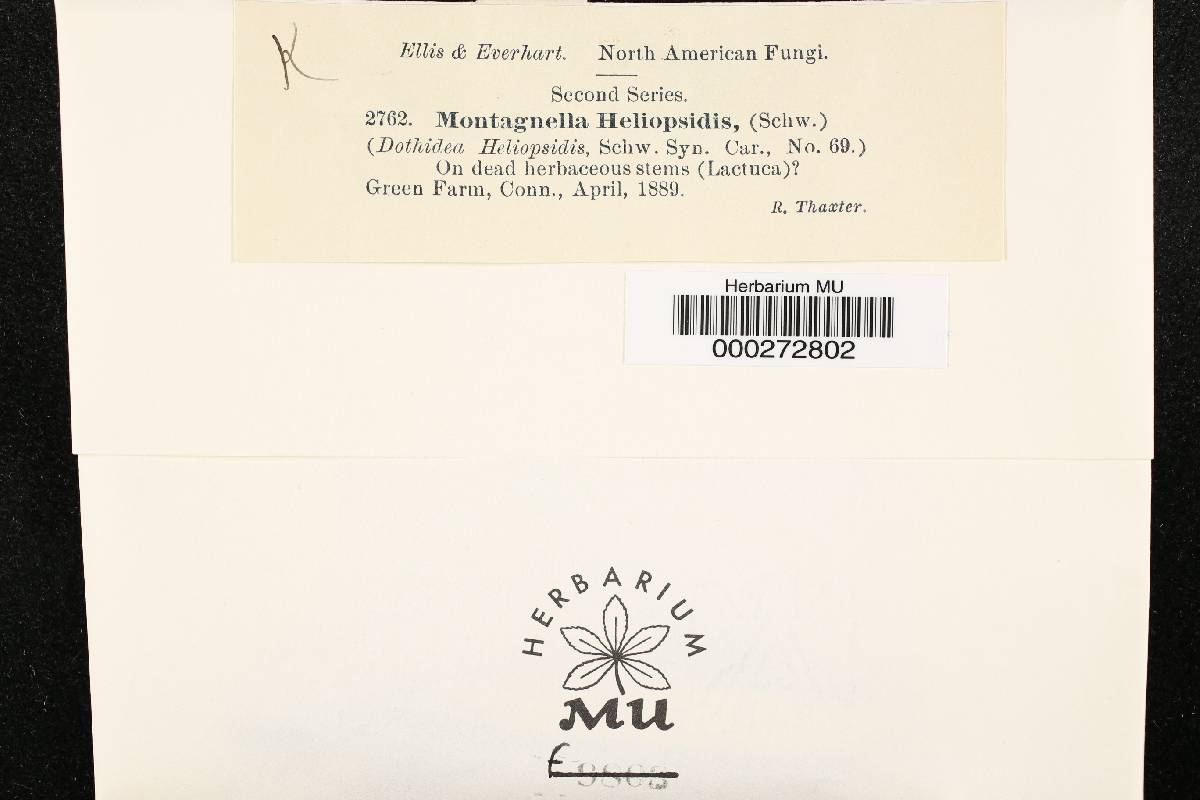 K
Ellis & Everhart. North American Fungi.
Second Series.
2762. Montagnella Heliopsidis, (Schw.)
(Dothidea Heliopsidis, Schw. Syn. Car., No. 69.)
On dead herbaceous stems (Lactuca)?
Green Farm, Conn., April, 1889.
R. Thaxter.
Herbarium MU
000272802
HERBARIUM
MU